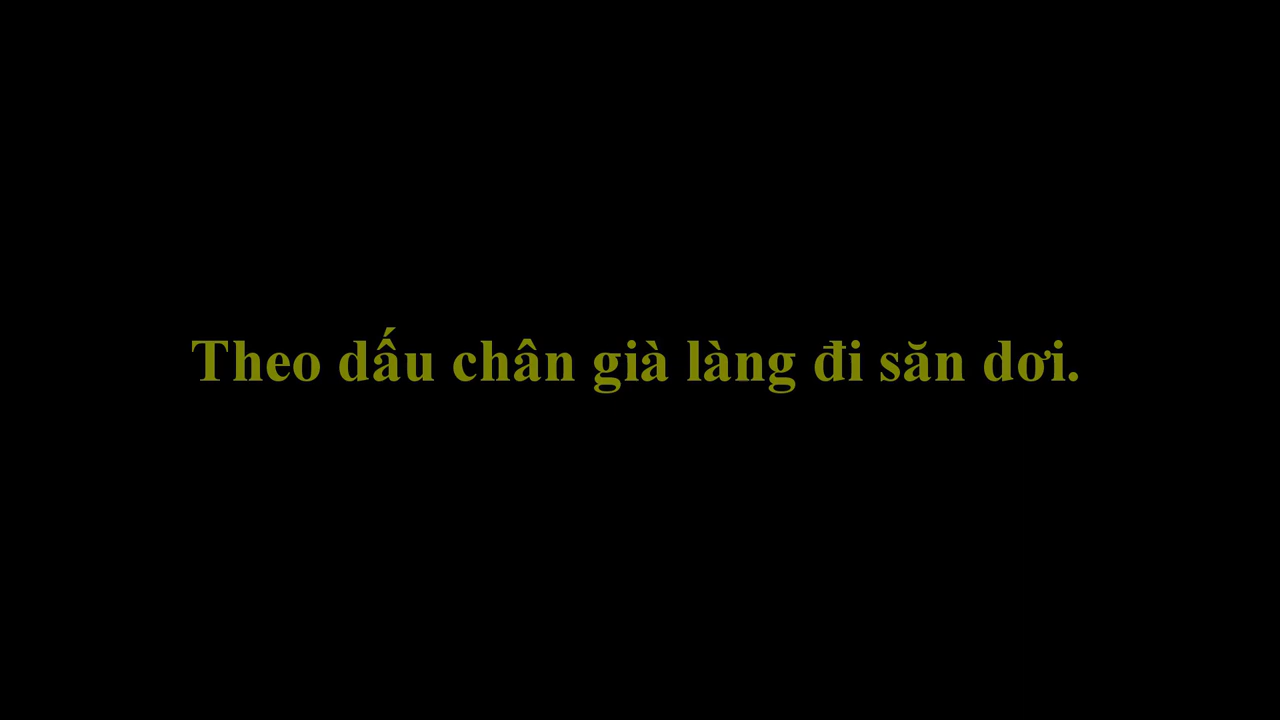 Theo dấu chân già làng đi săn dơi.